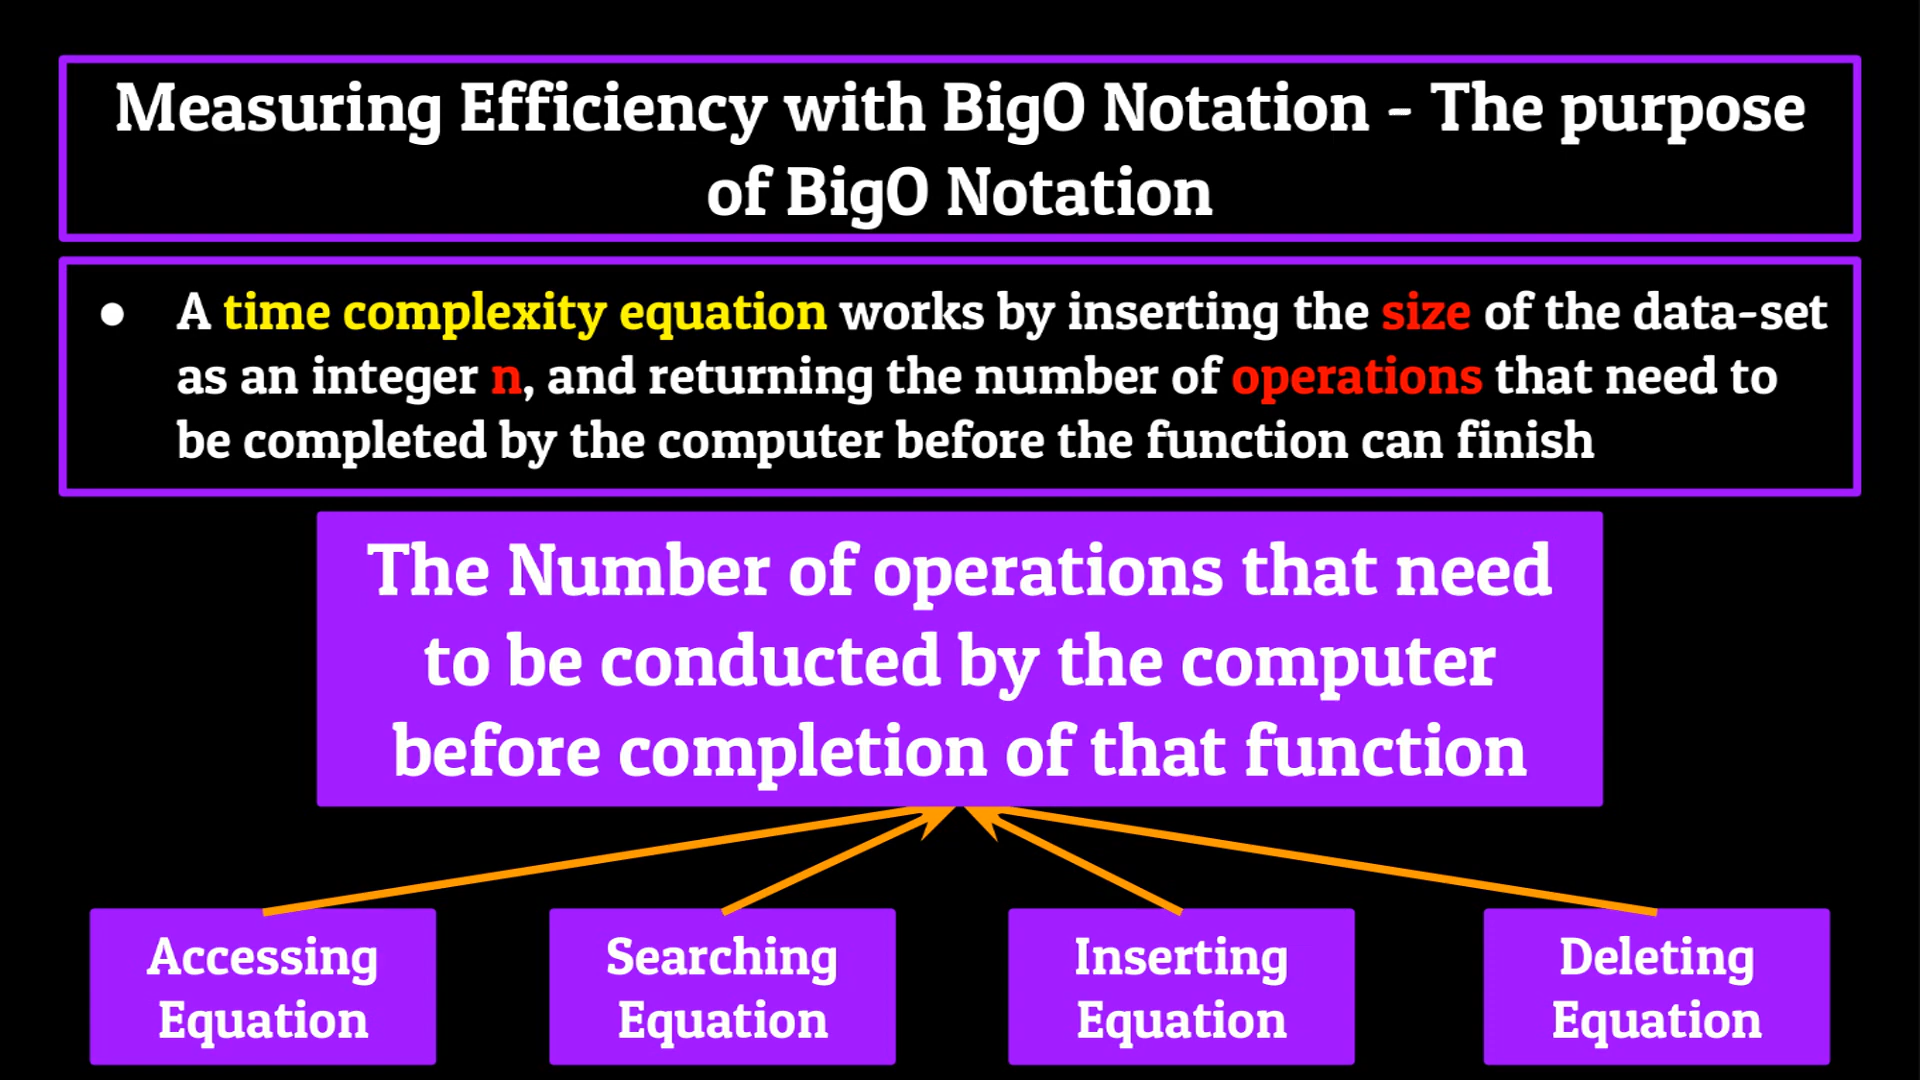 Measuring Efficiency with BigO Notation - The purpose
of BigO Notation
● A time complexity equation works by inserting the size of the data-set
as an integer n, and returning the number of operations that need to
be completed by the computer before the function can finish
The Number of operations that need
to be conducted by the computer
before completion of that function
Accessing
Equation
Searching
Equation
Inserting
Equation
Deleting
Equation